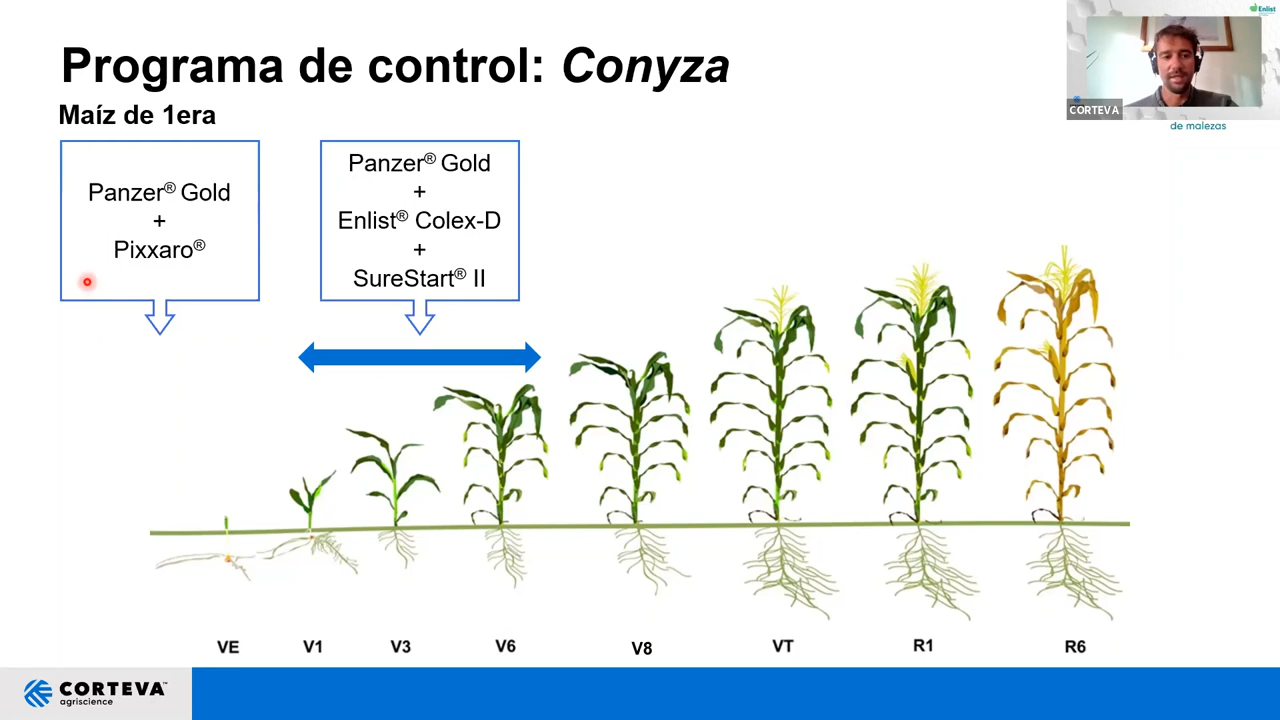 Programa de control: Conyza
Maíz de 1era
Panzer® Gold
+
Pixxaro®
Panzer® Gold
+
Enlist® Colex-D
+
SureStart® II
Enlist
CORTEVA
de malezas
VE V1 V3 V6 V8 VT R1 R6
CORTEVA™
agriscience